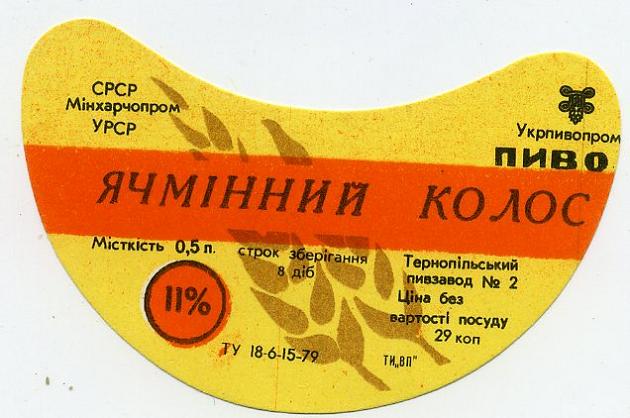 СРСР
Мінхарчопром
УРСР
Укрпивопром
ПИВО
ЯЧМІННИЙ КОЛОС
Місткість 0,5 л.
строк зберігання
8 діб
11%
Тернопільський
пивзавод № 2
Ціна без
вартості посуду
29 коп
ТУ 18-6-15-79
ТИ„ВП"